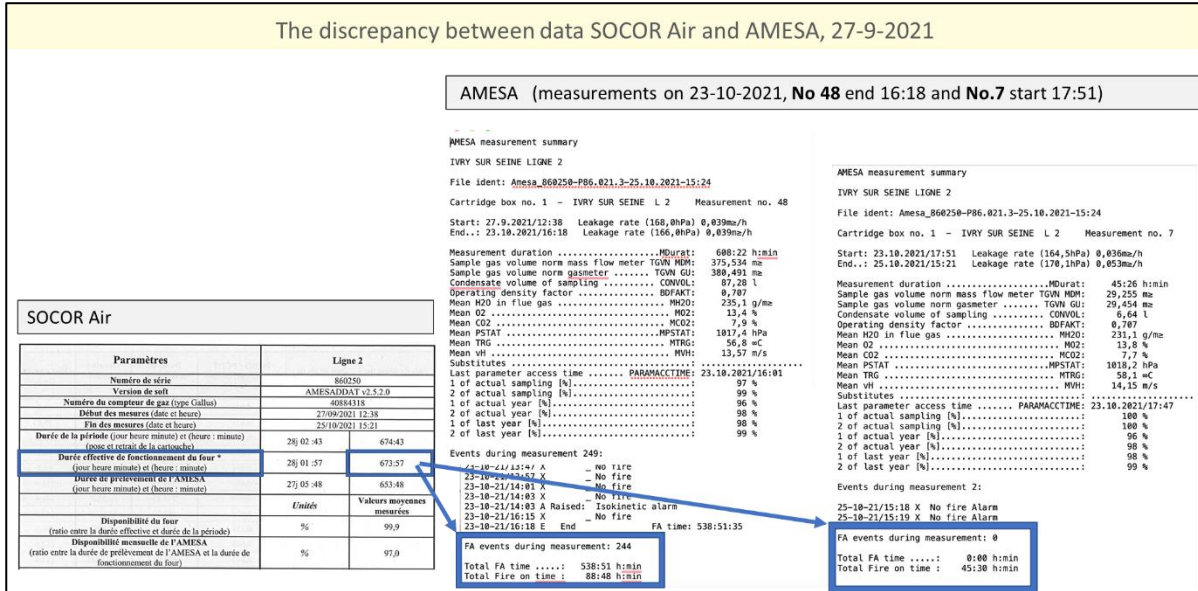 The discrepancy between data SOCOR Air and AMESA, 27-9-2021
AMESA (measurements on 23-10-2021, No 48 end 16:18 and No.7 start 17:51)
SOCOR Air
Paramètres Ligne 2
Numéro de série 860250
Version de soft AMESADDAT v2.5.2.0
Numéro du compteur de gaz (type Gallus) 40884318
Début des mesures (date et heure) 27/09/2021 12:38
Fin des mesures (date et heure) 25/10/2021 15:21
Durée de la période (jour heure minute) et (heure : minute) 28j 02 :43 674:43
(pose et retrait de la cartouche)
Durée effective de fonctionnement du four * 28j 01 :57 673:57
(jour heure minute) et (heure : minute)
Durée de prélèvement de l'AMESA 27j 05 :48 653:48
(jour heure minute) et (heure : minute)
Unités Valeurs moyennes
mesurées
Disponibilité du four % 99,9
(ratio entre la durée effective et durée de la période)
Disponibilité mensuelle de l'AMESA % 97,0
(ratio entre la durée de prélèvement de l'AMESA et la durée de
fonctionnement du four)
AMESA measurement summary
IVRY SUR SEINE LIGNE 2
File ident: Amesa_860250-P86.021.3-25.10.2021-15:24
Cartridge box no. 1 – IVRY SUR SEINE L 2 Measurement no. 48
Start: 27.9.2021/12:38 Leakage rate (168,0hPa) 0,039m≥/h
End..: 23.10.2021/16:18 Leakage rate (166,0hPa) 0,039m≥/h
Measurement duration ...................MDurat: 608:22 h:min
Sample gas volume norm mass flow meter TGVN MDM: 375,534 m≥
Sample gas volume norm gasmeter ....... TGVN GU: 380,491 m≥
Condensate volume of sampling .......... CONVOL: 87,28 l
Operating density factor ............... BDFAKT: 0,707
Mean H2O in flue gas ..................... MH2O: 235,1 g/m≥
Mean O2 ................................... MO2: 13,4 %
Mean CO2 ................................. MCO2: 7,9 %
Mean PSTAT ..............................MPSTAT: 1017,4 hPa
Mean TRG ................................. MTRG: 56,8 ∞C
Mean vH ................................... MVH: 13,57 m/s
Substitutes ...................: ....................
Last parameter access time ....... PARAMACCTIME: 23.10.2021/16:01
1 of actual sampling [%].......................: 97 %
2 of actual sampling [%].......................: 99 %
1 of actual year [%]...........................: 96 %
2 of actual year [%]...........................: 98 %
1 of last year [%].............................: 98 %
2 of last year [%].............................: 99 %
Events during measurement 249:
23-10-21/13:47 X _ No fire
23-10-21/13:57 X _ No fire
23-10-21/14:01 X _ No fire
23-10-21/14:03 X _ No fire
23-10-21/14:03 A Raised: Isokinetic alarm
23-10-21/16:15 X _ No fire
23-10-21/16:18 E End FA time: 538:51:35
FA events during measurement: 244
Total FA time .....: 538:51 h:min
Total Fire on time : 88:48 h:min
AMESA measurement summary
IVRY SUR SEINE LIGNE 2
File ident: Amesa_860250-P86.021.3-25.10.2021-15:24
Cartridge box no. 1 – IVRY SUR SEINE L 2 Measurement no. 7
Start: 23.10.2021/17:51 Leakage rate (164,5hPa) 0,036m≥/h
End..: 25.10.2021/15:21 Leakage rate (170,1hPa) 0,053m≥/h
Measurement duration ...................MDurat: 45:26 h:min
Sample gas volume norm mass flow meter TGVN MDM: 29,255 m≥
Sample gas volume norm gasmeter ....... TGVN GU: 29,454 m≥
Condensate volume of sampling .......... CONVOL: 6,64 l
Operating density factor ............... BDFAKT: 0,707
Mean H2O in flue gas ..................... MH2O: 231,1 g/m≥
Mean O2 ................................... MO2: 13,8 %
Mean CO2 ................................. MCO2: 7,7 %
Mean PSTAT ..............................MPSTAT: 1018,2 hPa
Mean TRG ................................. MTRG: 58,1 ∞C
Mean vH ................................... MVH: 14,15 m/s
Substitutes ...................: ....................
Last parameter access time ....... PARAMACCTIME: 23.10.2021/17:47
1 of actual sampling [%].......................: 100 %
2 of actual sampling [%].......................: 100 %
1 of actual year [%]...........................: 96 %
2 of actual year [%]...........................: 98 %
1 of last year [%].............................: 98 %
2 of last year [%].............................: 99 %
Events during measurement 2:
25-10-21/15:18 X No fire Alarm
25-10-21/15:19 X No fire Alarm
FA events during measurement: 0
Total FA time .....: 0:00 h:min
Total Fire on time : 45:30 h:min